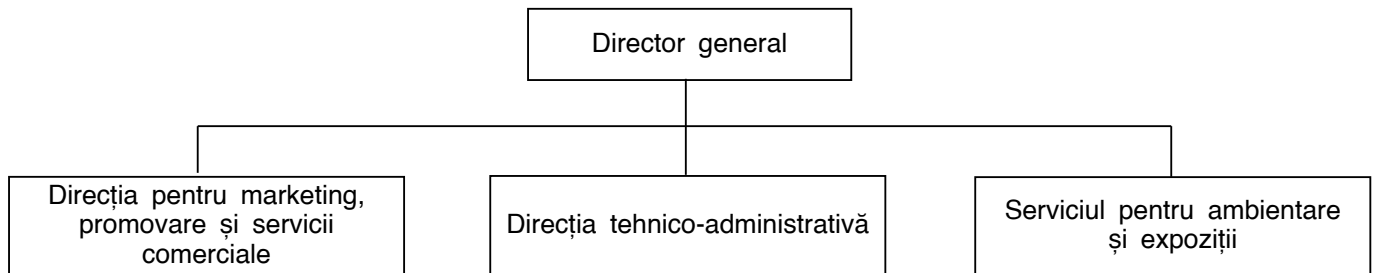 Director general
Direcția pentru marketing,
promovare și servicii
comerciale
Direcția tehnico-administrativă
Serviciul pentru ambientare
și expoziții